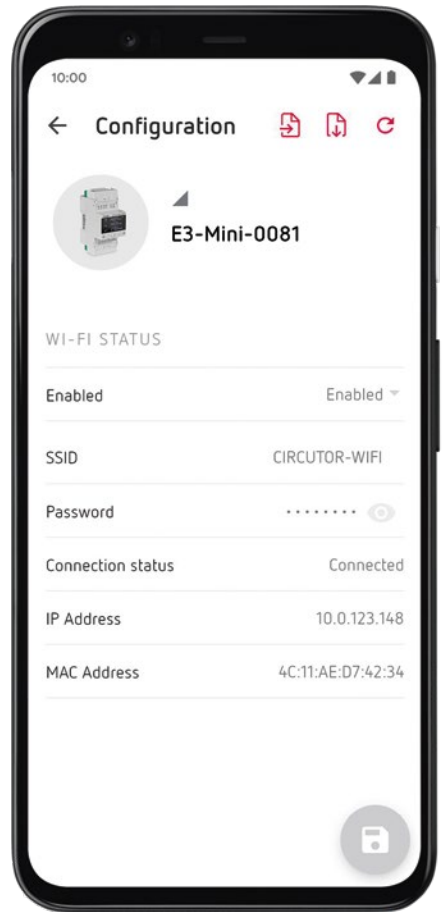 10:00
Configuration
E3-Mini-0081
WI-FI STATUS
Enabled Enabled
SSID CIRCUTOR-WIFI
Password ········
Connection status Connected
IP Address 10.0.123.148
MAC Address 4C:11:AE:D7:42:34